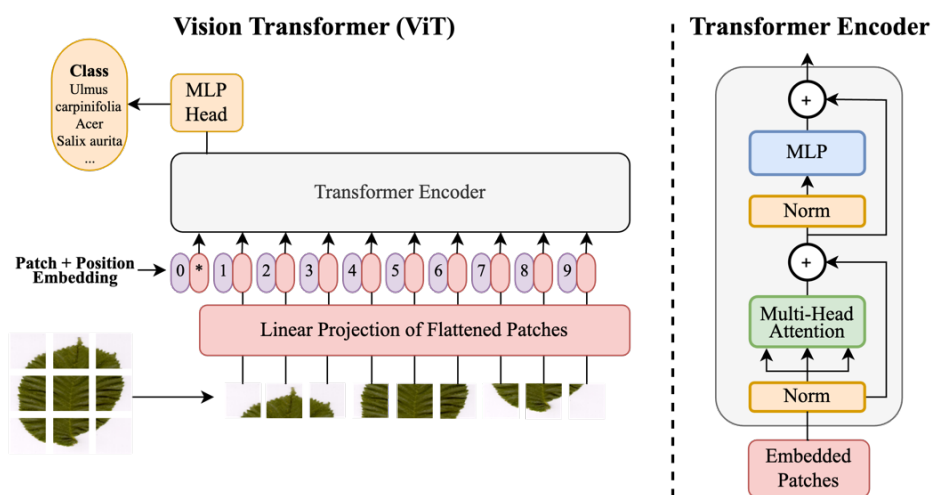 Vision Transformer (ViT)
Class
Ulmus
carpinifolia
Acer
Salix aurita
...
MLP
Head
Transformer Encoder
Patch + Position
Embedding
0 * 1 2 3 4 5 6 7 8 9
Linear Projection of Flattened Patches
Transformer Encoder
+
MLP
Norm
+
Multi-Head
Attention
Norm
Embedded
Patches